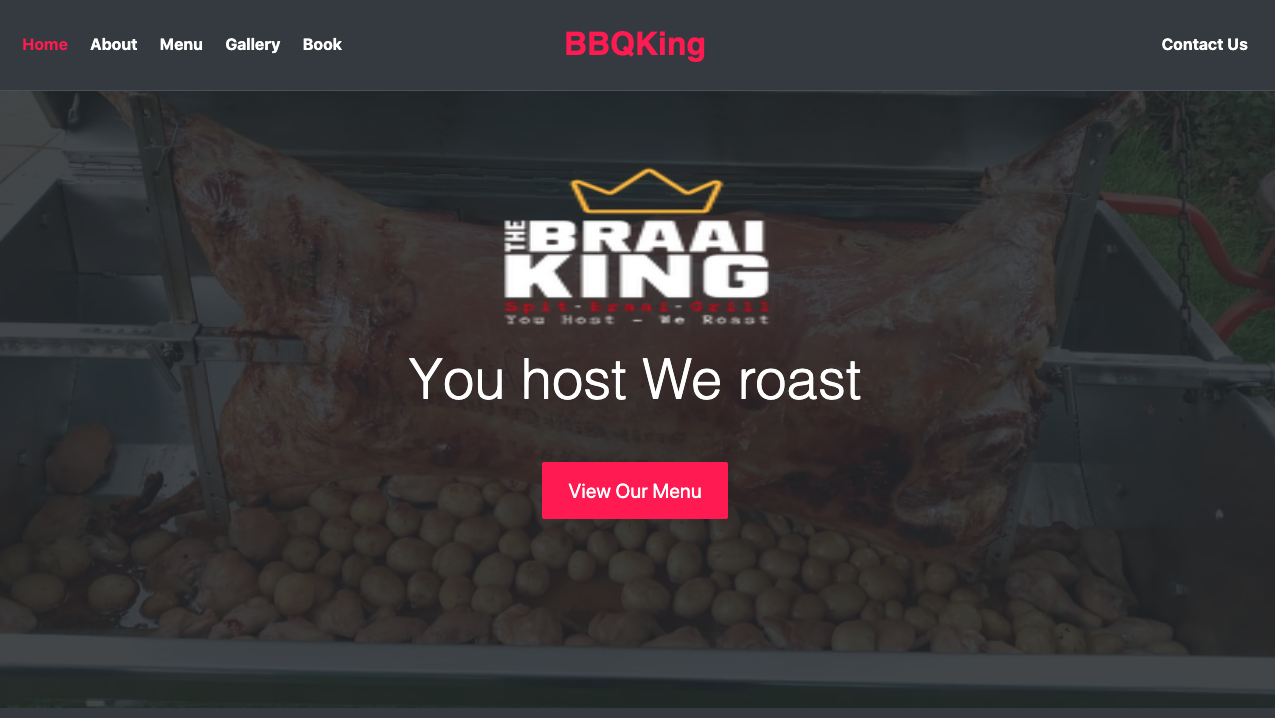 Home About Menu Gallery Book BBQKing Contact Us
THE BRAAI
KING
Spit-Braai-Grill
You Host - We Roast
You host We roast
View Our Menu